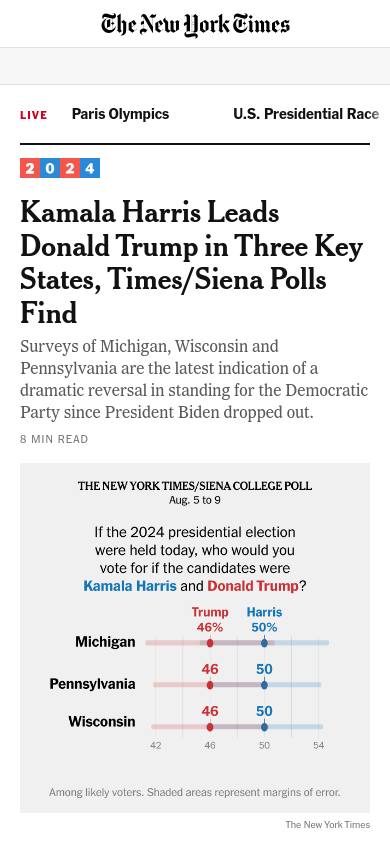 The New York Times
LIVE Paris Olympics U.S. Presidential Race
2024
Kamala Harris Leads
Donald Trump in Three Key
States, Times/Siena Polls
Find
Surveys of Michigan, Wisconsin and
Pennsylvania are the latest indication of a
dramatic reversal in standing for the Democratic
Party since President Biden dropped out.
8 MIN READ
THE NEW YORK TIMES/SIENA COLLEGE POLL
Aug. 5 to 9
If the 2024 presidential election
were held today, who would you
vote for if the candidates were
Kamala Harris and Donald Trump?
Trump Harris
46% 50%
Michigan
46 50
Pennsylvania
46 50
Wisconsin
42 46 50 54
Among likely voters. Shaded areas represent margins of error.
The New York Times